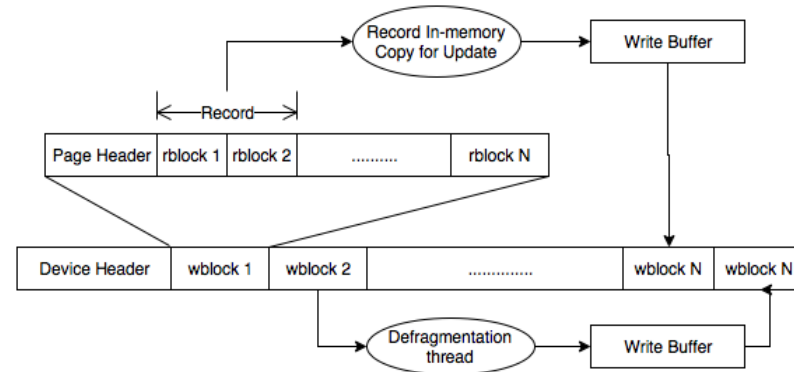 Record In-memory
Copy for Update
Write Buffer
Record
Page Header
rblock 1
rblock 2
..........
rblock N
Device Header
wblock 1
wblock 2
..............
wblock N
wblock N
Defragmentation
thread
Write Buffer